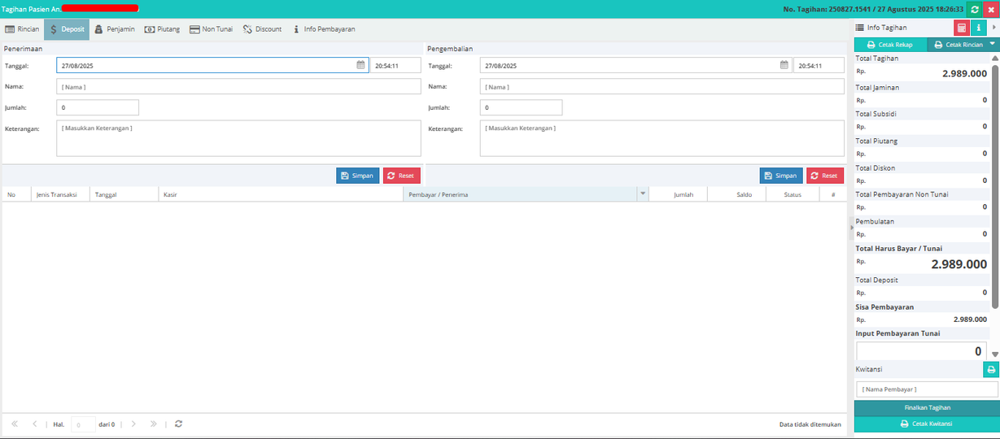 Tagihan Pasien An.
No. Tagihan: 250827.1541 / 27 Agustus 2025 18:26:33
Rincian Deposit Penjamin Piutang Non Tunai Discount Info Pembayaran
Penerimaan
Tanggal: 27/08/2025 20:54:11
Nama: [ Nama ]
Jumlah: 0
Keterangan: [ Masukkan Keterangan ]
Simpan Reset
Pengembalian
Tanggal: 27/08/2025 20:54:11
Nama: [ Nama ]
Jumlah: 0
Keterangan: [ Masukkan Keterangan ]
Simpan Reset
No Jenis Transaksi Tanggal Kasir Pembayar / Penerima Jumlah Saldo Status #
Hal. 0 dari 0
Data tidak ditemukan
Info Tagihan
Cetak Rekap Cetak Rincian
Total Tagihan
Rp. 2.989.000
Total Jaminan
Rp. 0
Total Subsidi
Rp. 0
Total Piutang
Rp. 0
Total Diskon
Rp. 0
Total Pembayaran Non Tunai
Rp. 0
Pembulatan
Rp. 0
Total Harus Bayar / Tunai
Rp. 2.989.000
Total Deposit
Rp. 0
Sisa Pembayaran
Rp. 2.989.000
Input Pembayaran Tunai
0
Kwitansi
[ Nama Pembayar ]
Finalkan Tagihan
Cetak Kwitansi